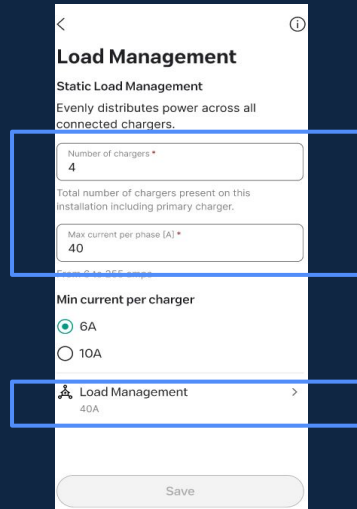 Load Management
Static Load Management
Evenly distributes power across all
connected chargers.
Number of chargers *
4
Total number of chargers present on this
installation including primary charger.
Max current per phase [A] *
40
From 6 to 255 amps
Min current per charger
6A
10A
Load Management
40A
Save